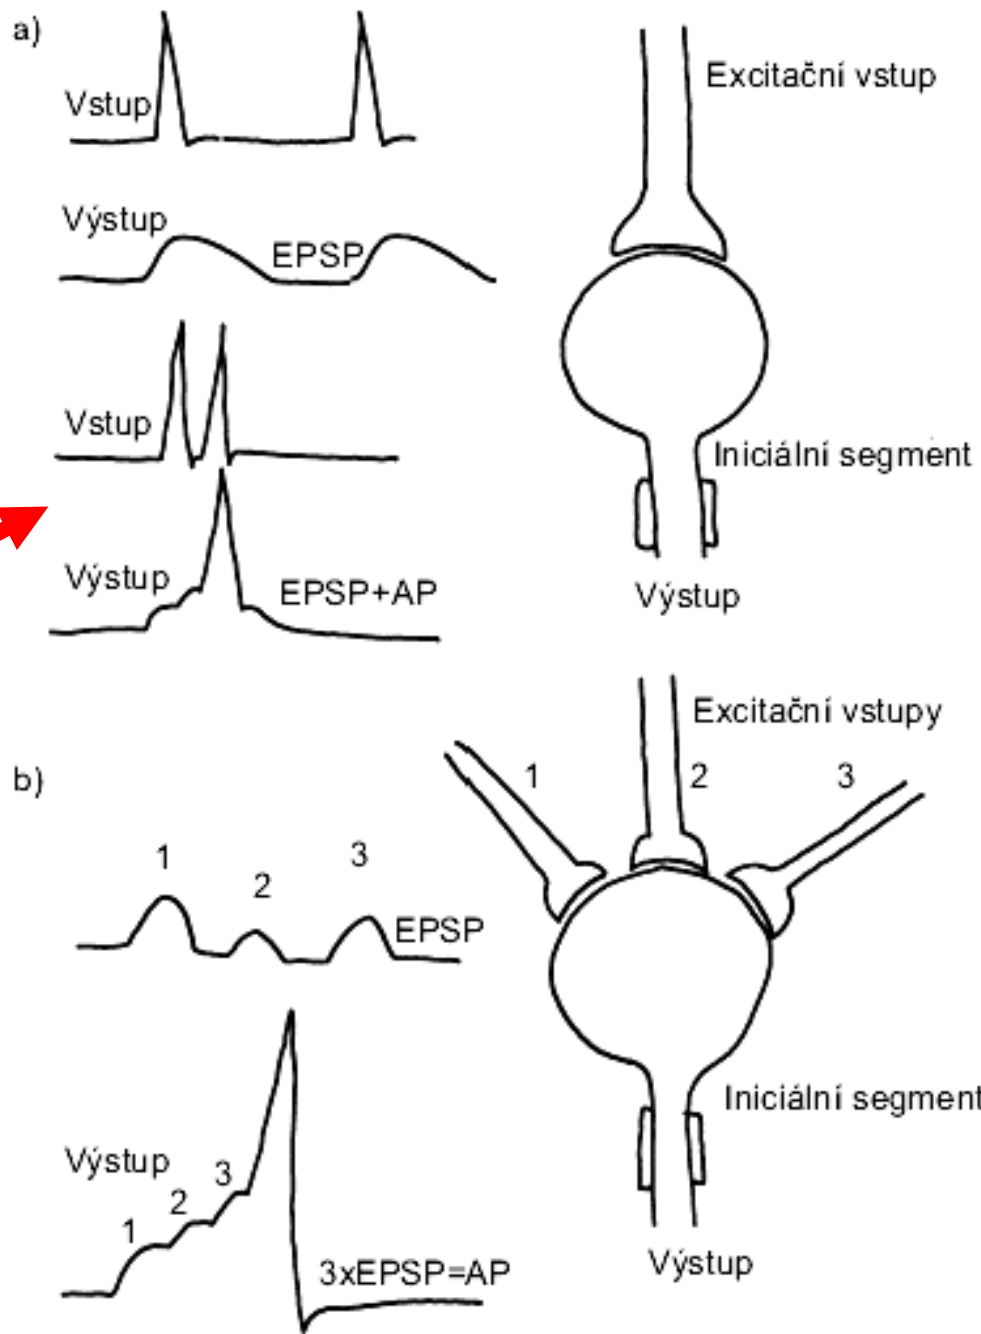 a)
Vstup
Excitační vstup
Výstup
EPSP
Vstup
Iniciální segment
Výstup
EPSP+AP
Výstup
b)
Excitační vstupy
1
2
3
1
2
3
EPSP
Iniciální segment
Výstup
1
2
3
3xEPSP=AP
Výstup